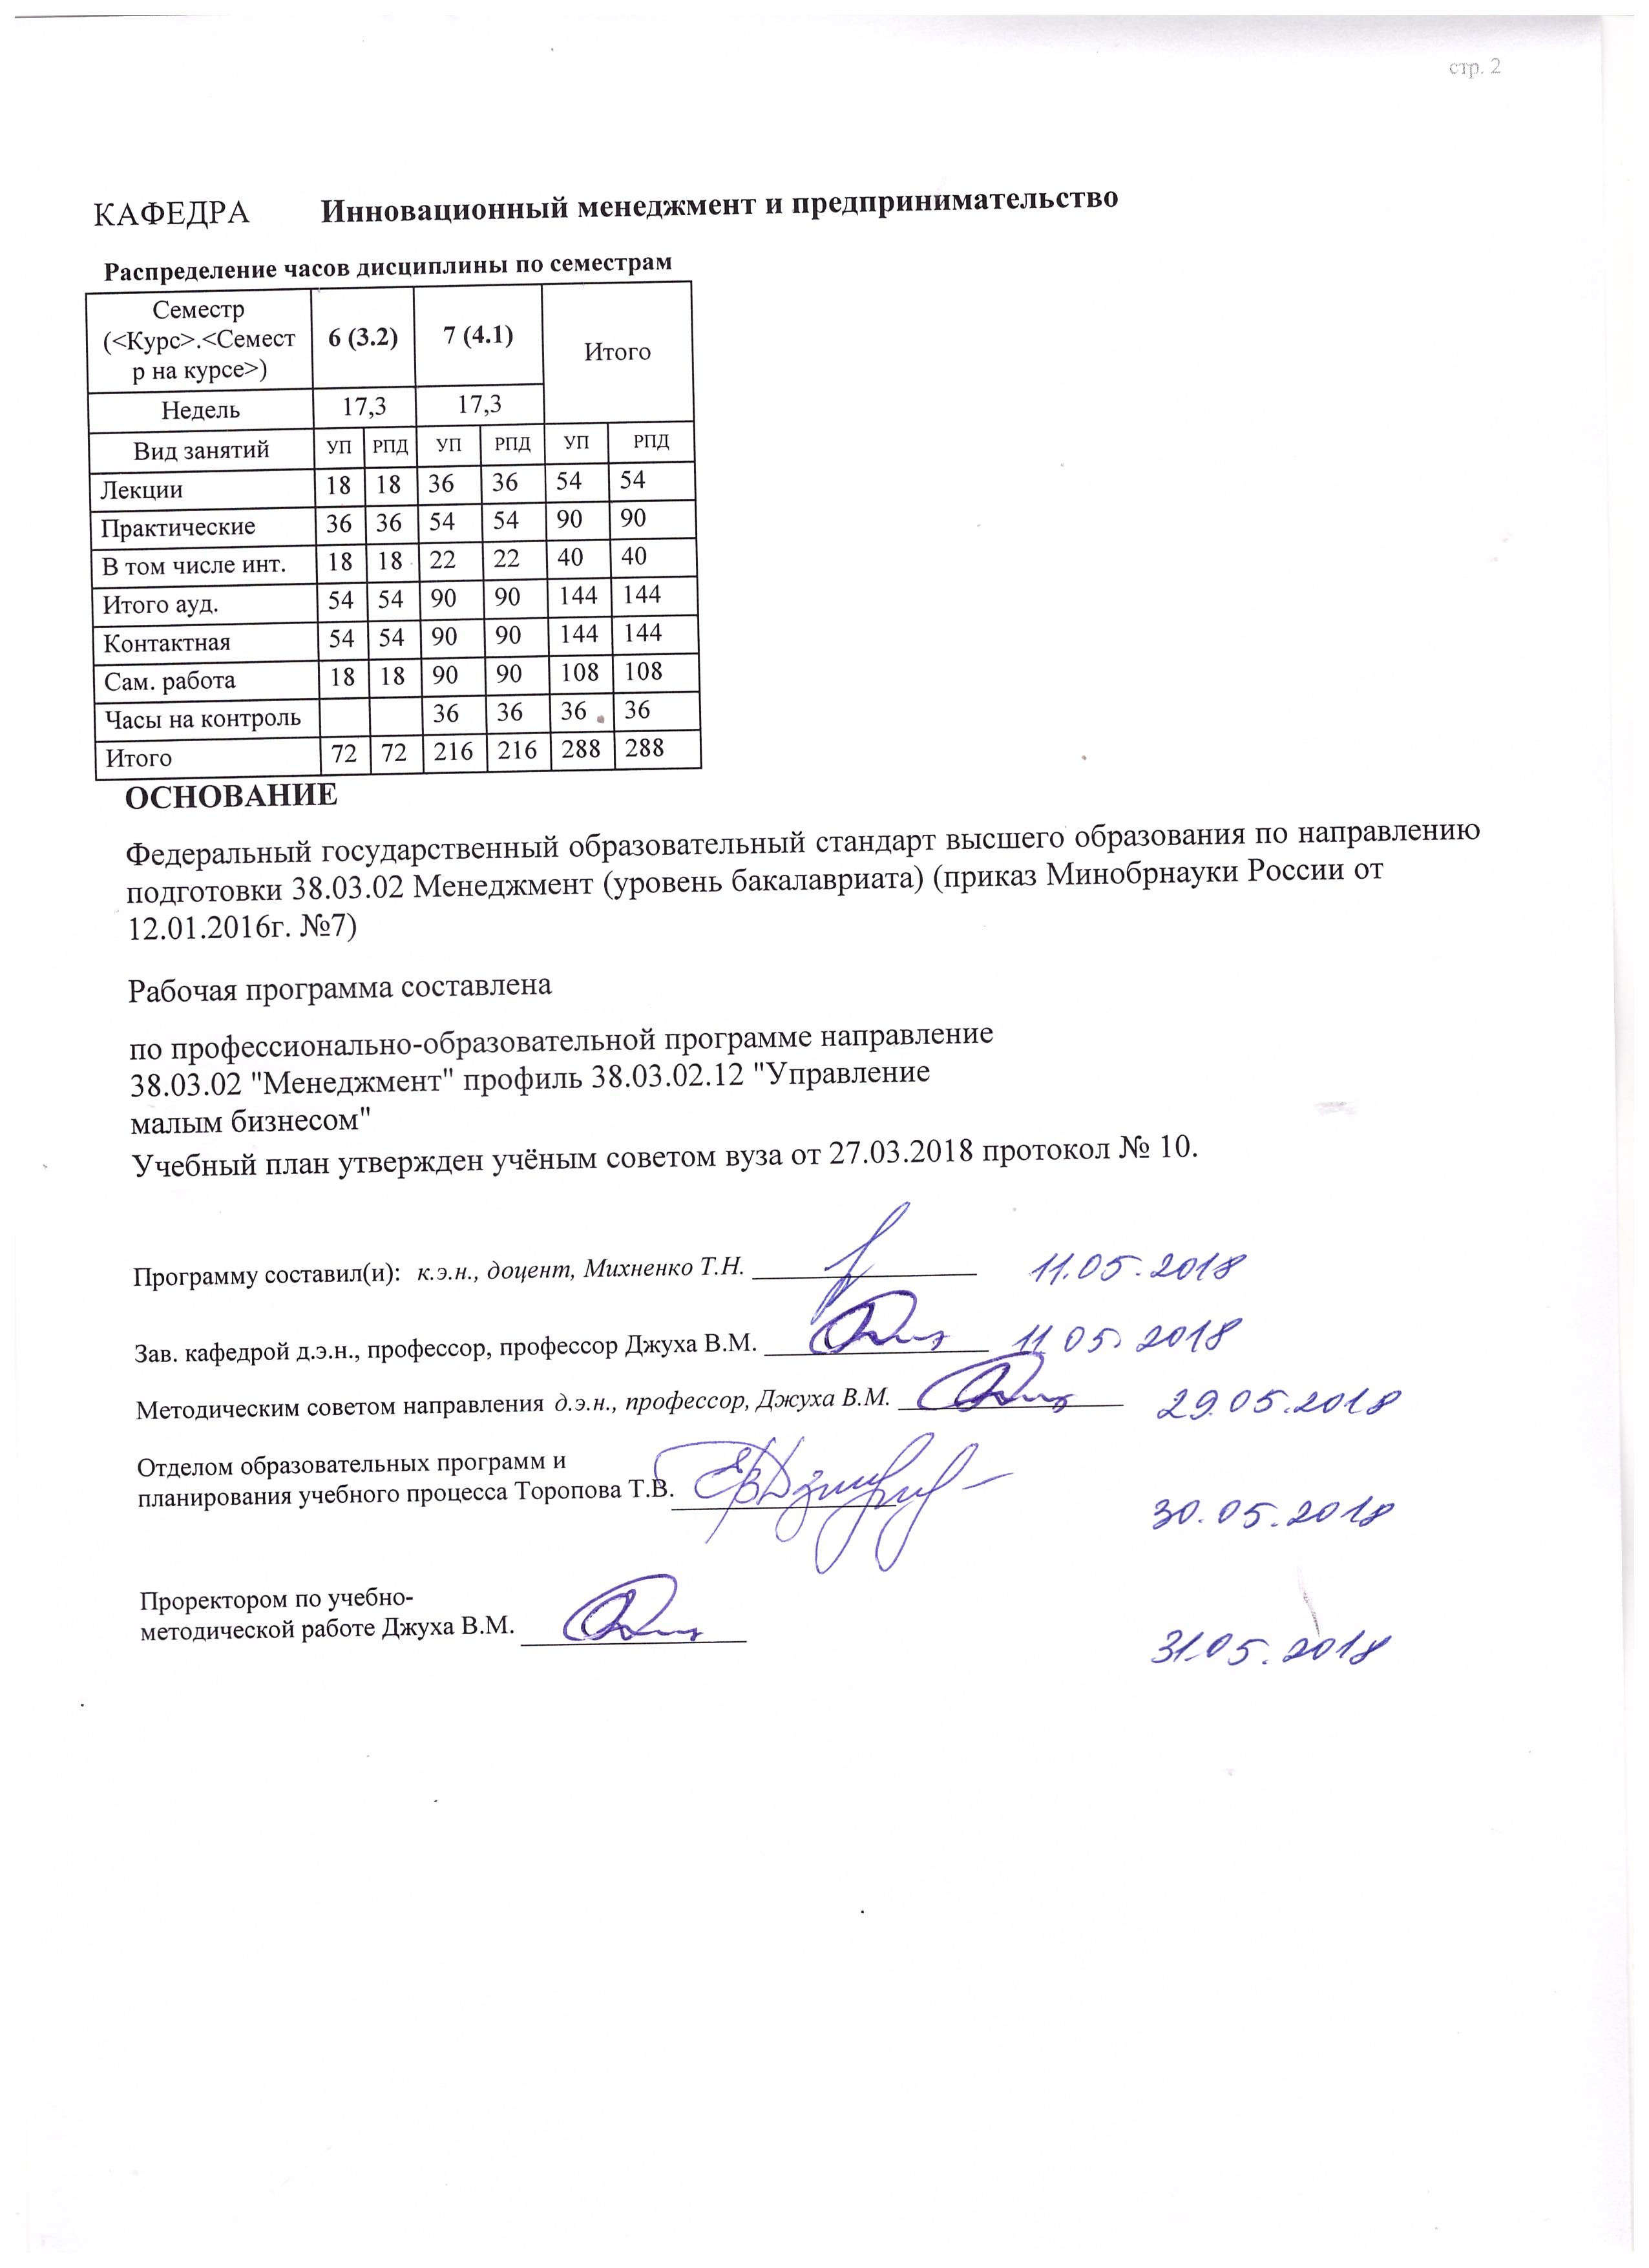 стр. 2
КАФЕДРА Инновационный менеджмент и предпринимательство
Распределение часов дисциплины по семестрам
Семестр
(<Курс>.<Семест
р на курсе>) 6 (3.2) 7 (4.1) Итого
Недель 17,3 17,3
Вид занятий УП РПД УП РПД УП РПД
Лекции 18 18 36 36 54 54
Практические 36 36 54 54 90 90
В том числе инт. 18 18 22 22 40 40
Итого ауд. 54 54 90 90 144 144
Контактная 54 54 90 90 144 144
Сам. работа 18 18 90 90 108 108
Часы на контроль 36 36 36 36
Итого 72 72 216 216 288 288
ОСНОВАНИЕ
Федеральный государственный образовательный стандарт высшего образования по направлению
подготовки 38.03.02 Менеджмент (уровень бакалавриата) (приказ Минобрнауки России от
12.01.2016г. №7)
Рабочая программа составлена
по профессионально-образовательной программе направление
38.03.02 "Менеджмент" профиль 38.03.02.12 "Управление
малым бизнесом"
Учебный план утвержден учёным советом вуза от 27.03.2018 протокол № 10.
Программу составил(и): к.э.н., доцент, Михненко Т.Н. 11.05.2018
Зав. кафедрой д.э.н., профессор, профессор Джуха В.М. 11 05. 2018
Методическим советом направления д.э.н., профессор, Джуха В.М. 29.05.2018
Отделом образовательных программ и
планирования учебного процесса Торопова Т.В. 30.05.2018
Проректором по учебно-
методической работе Джуха В.М. 31.05.2018